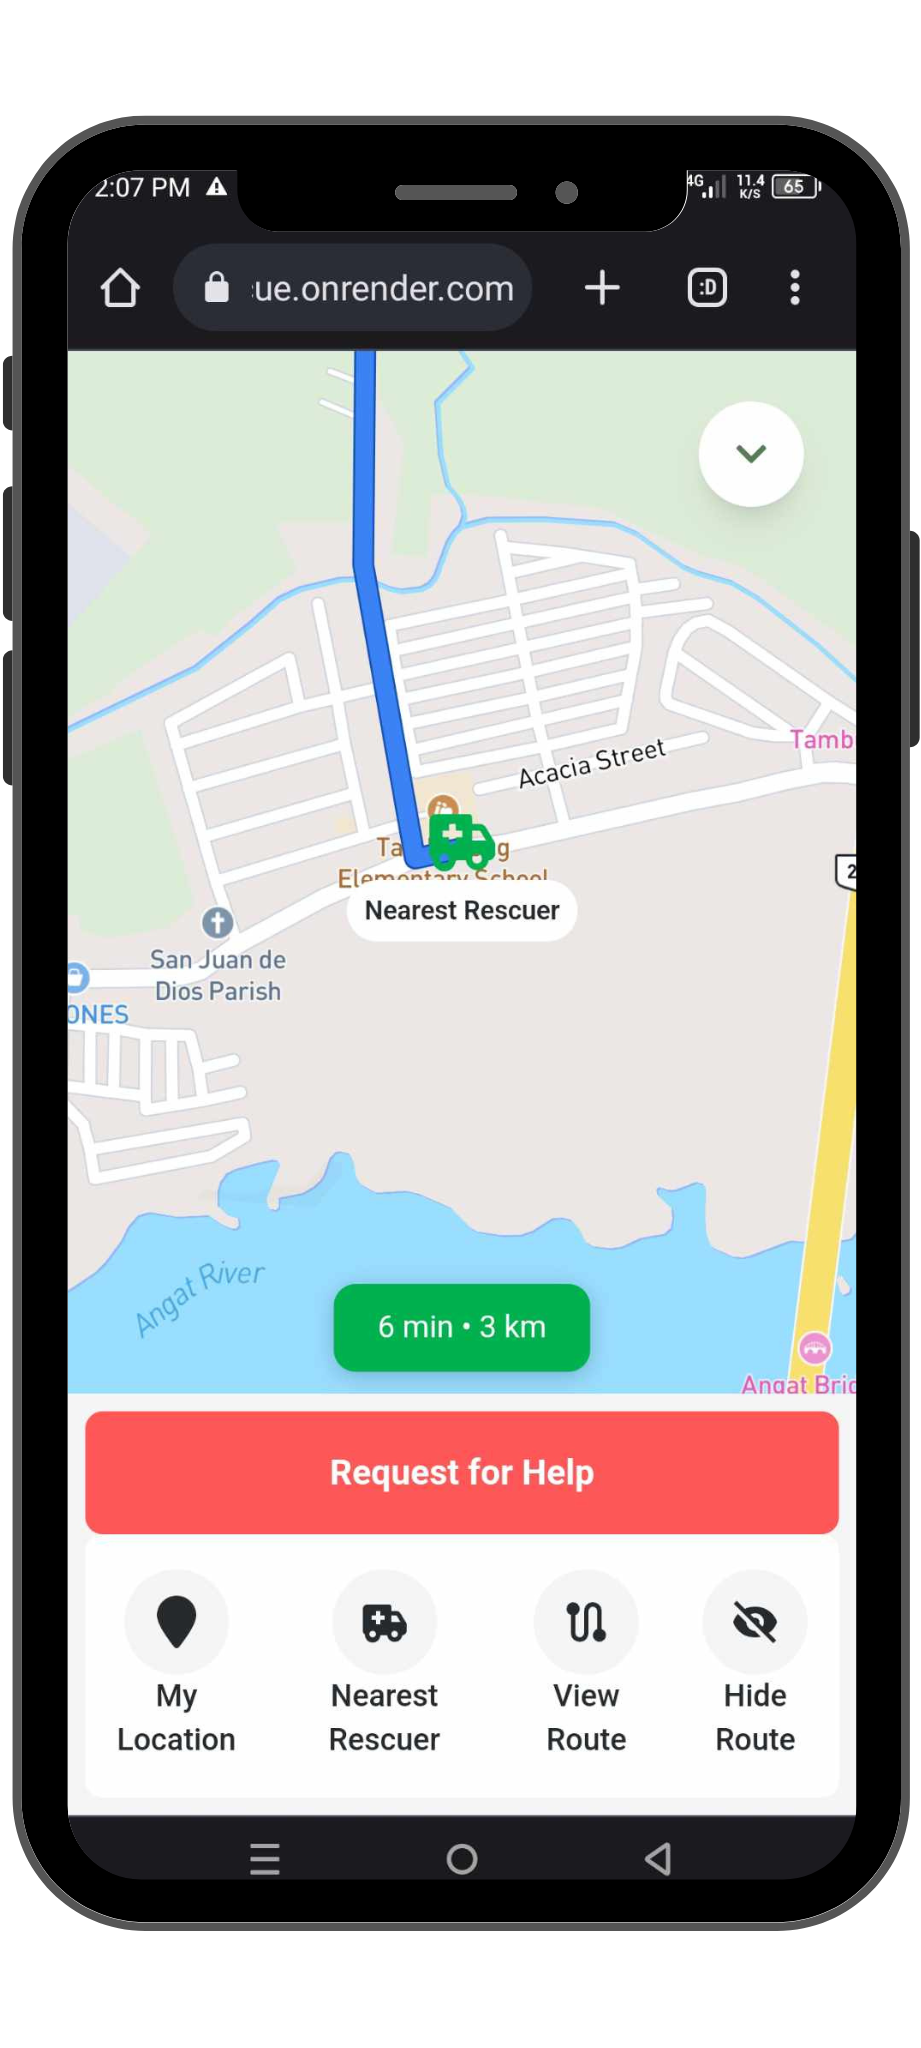 2:07 PM
4G 11.4 K/S 65
ue.onrender.com
:D
Acacia Street
Tamb
Ta g
Elementary School
Nearest Rescuer
San Juan de
Dios Parish
ONES
2
Angat River
6 min • 3 km
Angat Brid
Request for Help
My
Location
Nearest
Rescuer
View
Route
Hide
Route